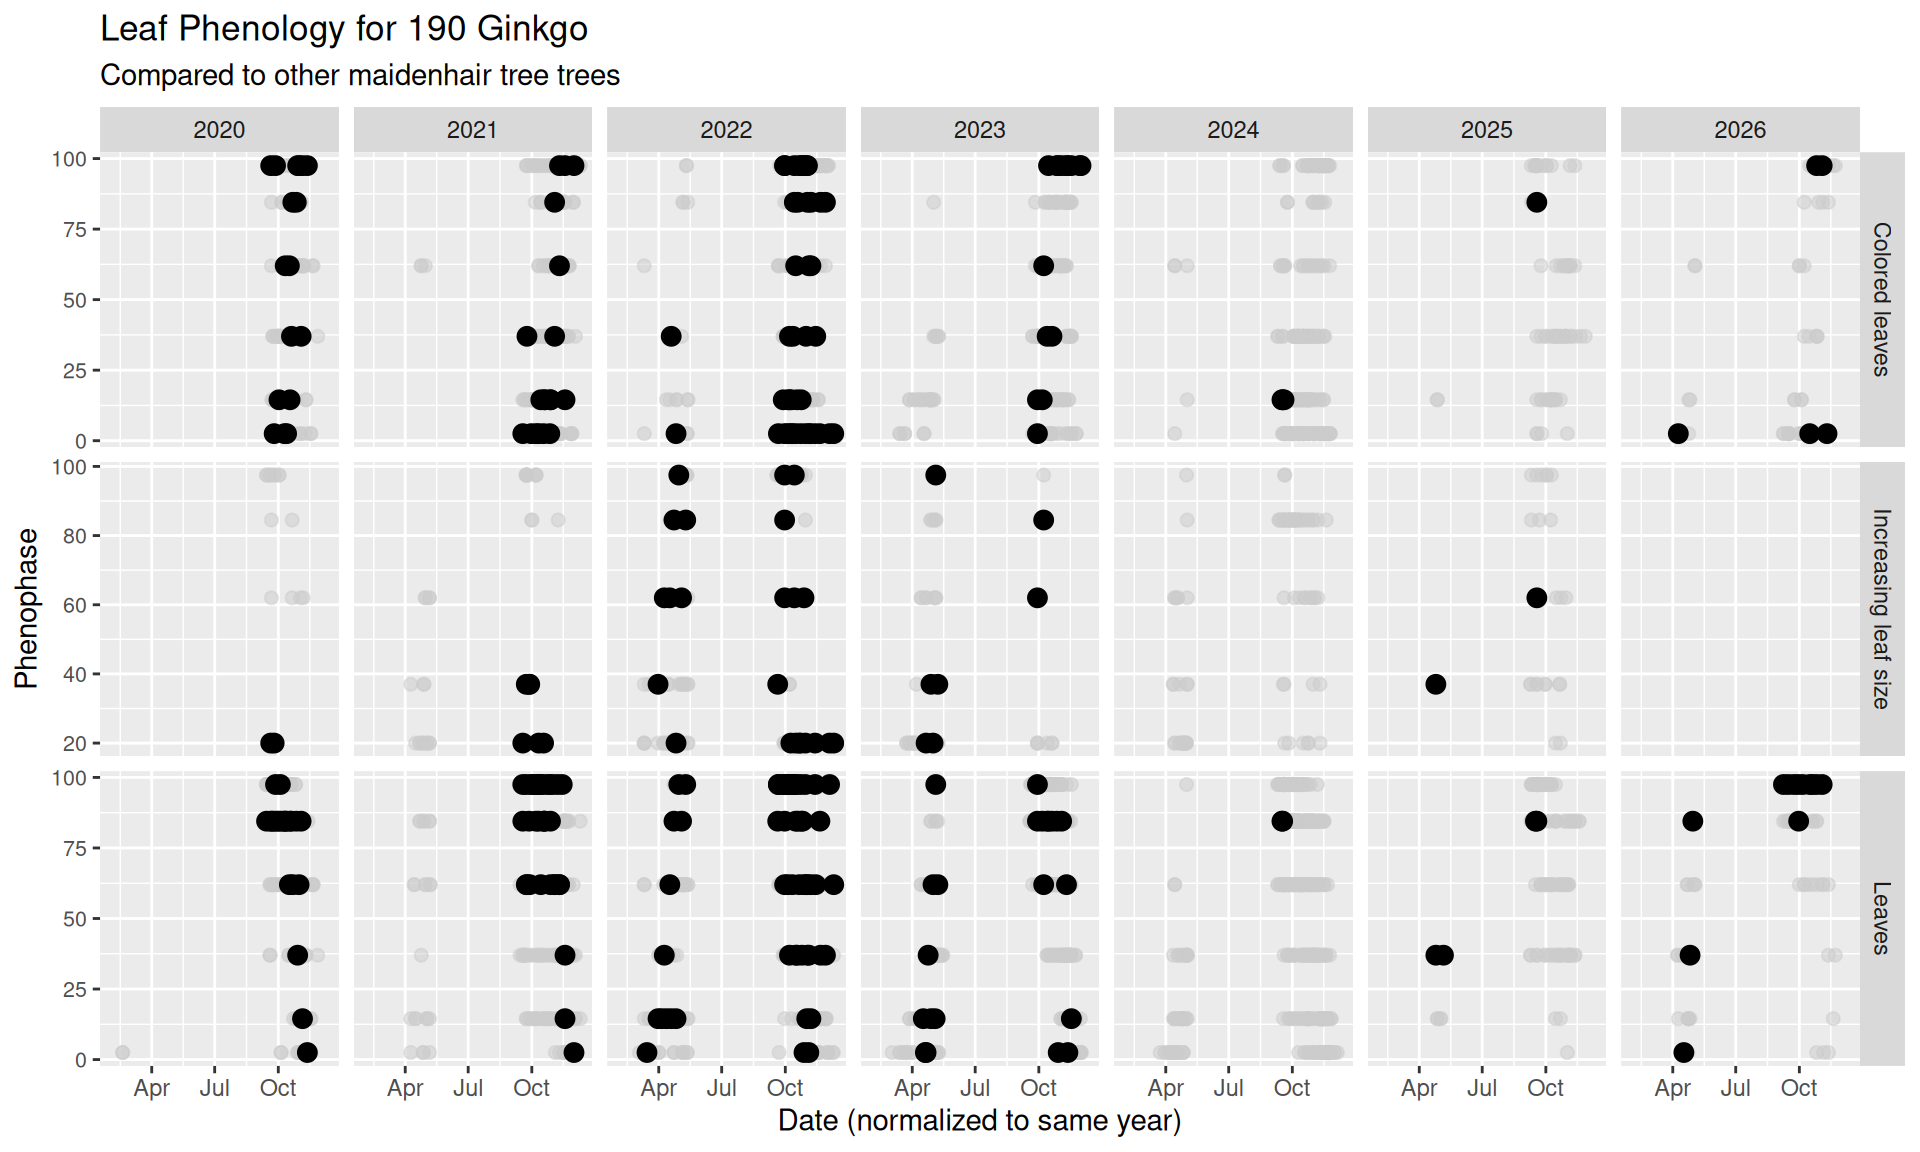 Leaf Phenology for 190 Ginkgo
Compared to other maidenhair tree trees
2020 2021 2022 2023 2024 2025 2026
100
75
50
25
0
Colored leaves
100
80
60
40
20
Increasing leaf size
100
75
50
25
0
Leaves
Phenophase
Apr Jul Oct Apr Jul Oct Apr Jul Oct Apr Jul Oct Apr Jul Oct Apr Jul Oct Apr Jul Oct
Date (normalized to same year)